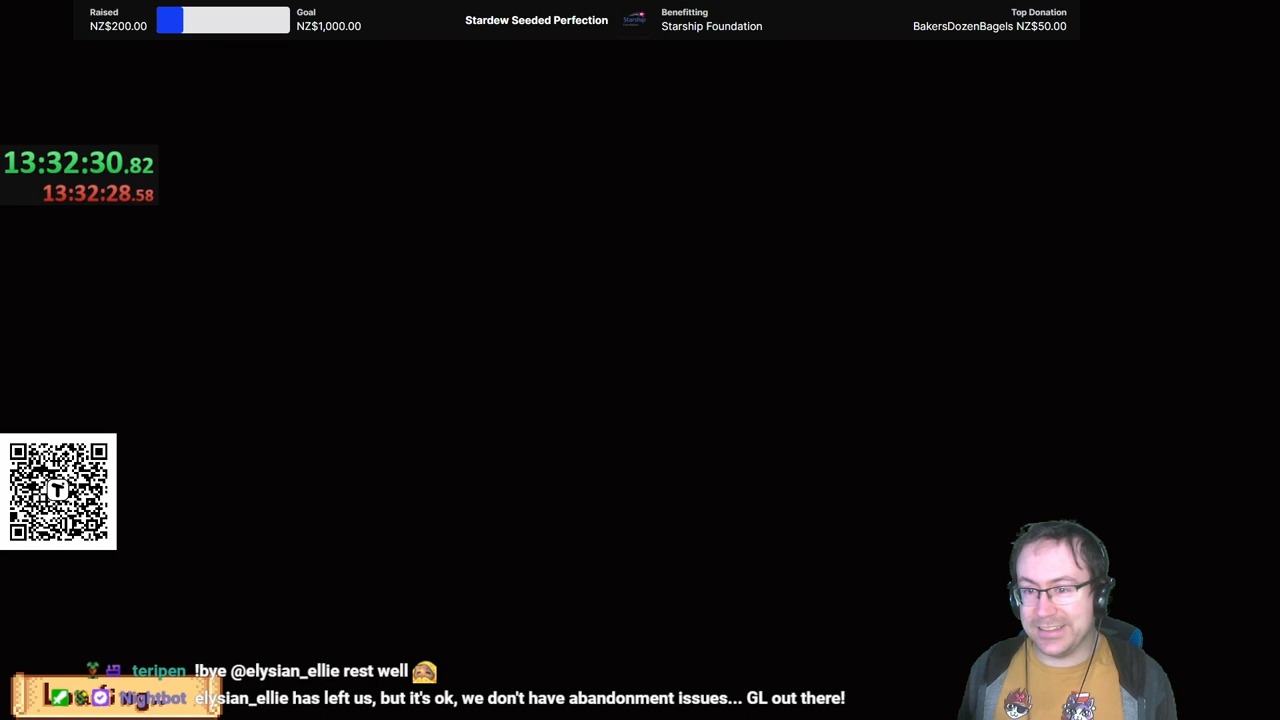 Raised
NZ$200.00
Goal
NZ$1,000.00
Stardew Seeded Perfection
Starship
Benefitting
Starship Foundation
Top Donation
BakersDozenBagels NZ$50.00
13:32:30.82
13:32:28.58
T
teripen !bye @elysian_ellie rest well
Nightbot elysian_ellie has left us, but it's ok, we don't have abandonment issues... GL out there!